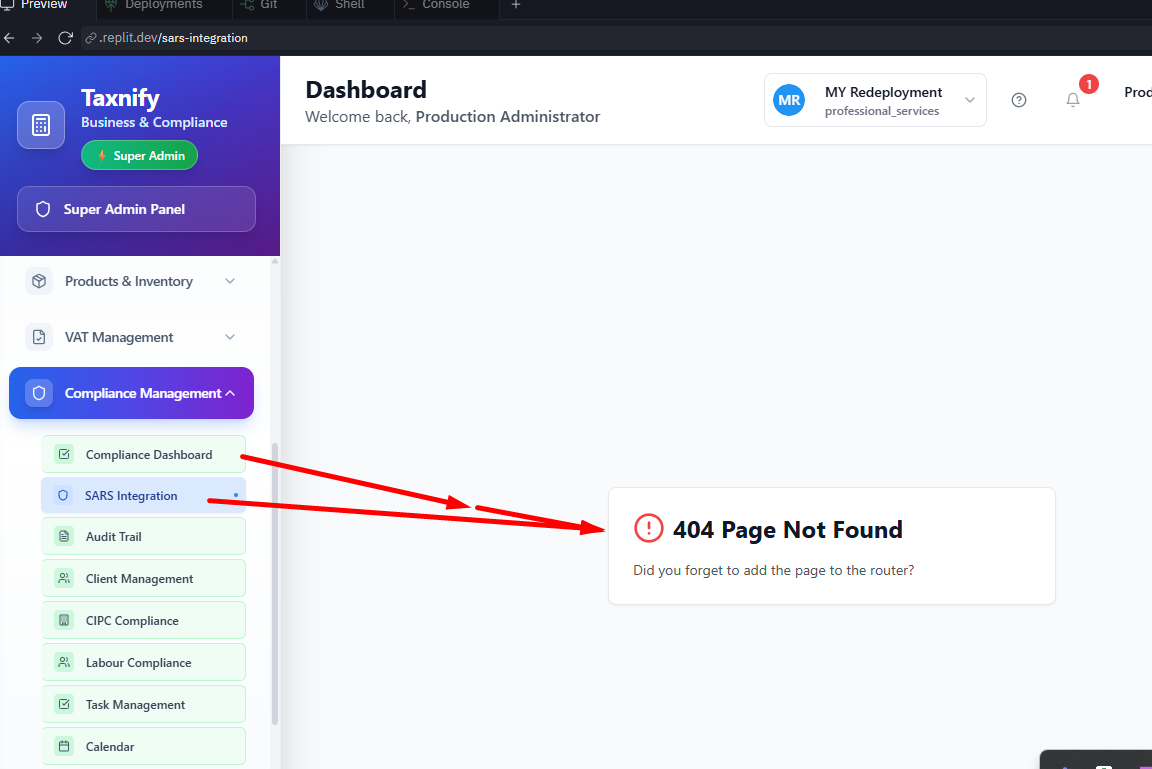 Preview
Deployments
Git
Shell
Console
.replit.dev/sars-integration
Taxnify
Business & Compliance
Super Admin
Super Admin Panel
Products & Inventory
VAT Management
Compliance Management
Compliance Dashboard
SARS Integration
Audit Trail
Client Management
CIPC Compliance
Labour Compliance
Task Management
Calendar
Dashboard
Welcome back, Production Administrator
MR
MY Redeployment
professional_services
1
Prod
404 Page Not Found
Did you forget to add the page to the router?